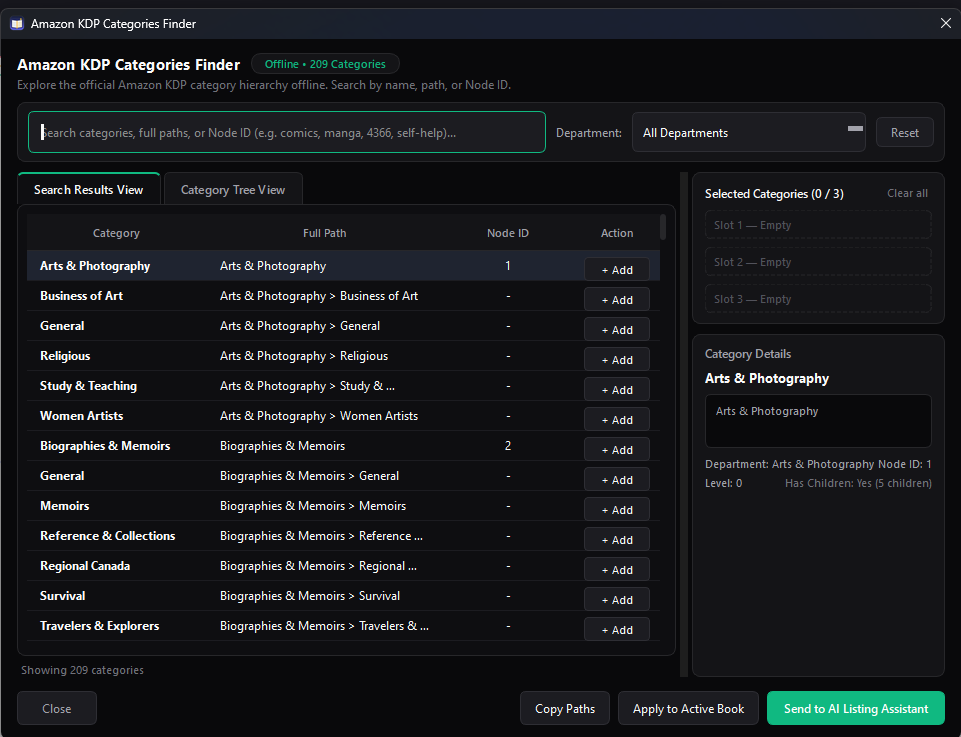 Amazon KDP Categories Finder
Amazon KDP Categories Finder Offline • 209 Categories
Explore the official Amazon KDP category hierarchy offline. Search by name, path, or Node ID.
Search categories, full paths, or Node ID (e.g. comics, manga, 4366, self-help)... Department: All Departments Reset
Search Results View Category Tree View
Category Full Path Node ID Action
Arts & Photography Arts & Photography 1 + Add
Business of Art Arts & Photography > Business of Art - + Add
General Arts & Photography > General - + Add
Religious Arts & Photography > Religious - + Add
Study & Teaching Arts & Photography > Study & ... - + Add
Women Artists Arts & Photography > Women Artists - + Add
Biographies & Memoirs Biographies & Memoirs 2 + Add
General Biographies & Memoirs > General - + Add
Memoirs Biographies & Memoirs > Memoirs - + Add
Reference & Collections Biographies & Memoirs > Reference ... - + Add
Regional Canada Biographies & Memoirs > Regional ... - + Add
Survival Biographies & Memoirs > Survival - + Add
Travelers & Explorers Biographies & Memoirs > Travelers & ... - + Add
Showing 209 categories
Selected Categories (0 / 3) Clear all
Slot 1 — Empty
Slot 2 — Empty
Slot 3 — Empty
Category Details
Arts & Photography
Arts & Photography
Department: Arts & Photography Node ID: 1
Level: 0 Has Children: Yes (5 children)
Close Copy Paths Apply to Active Book Send to AI Listing Assistant